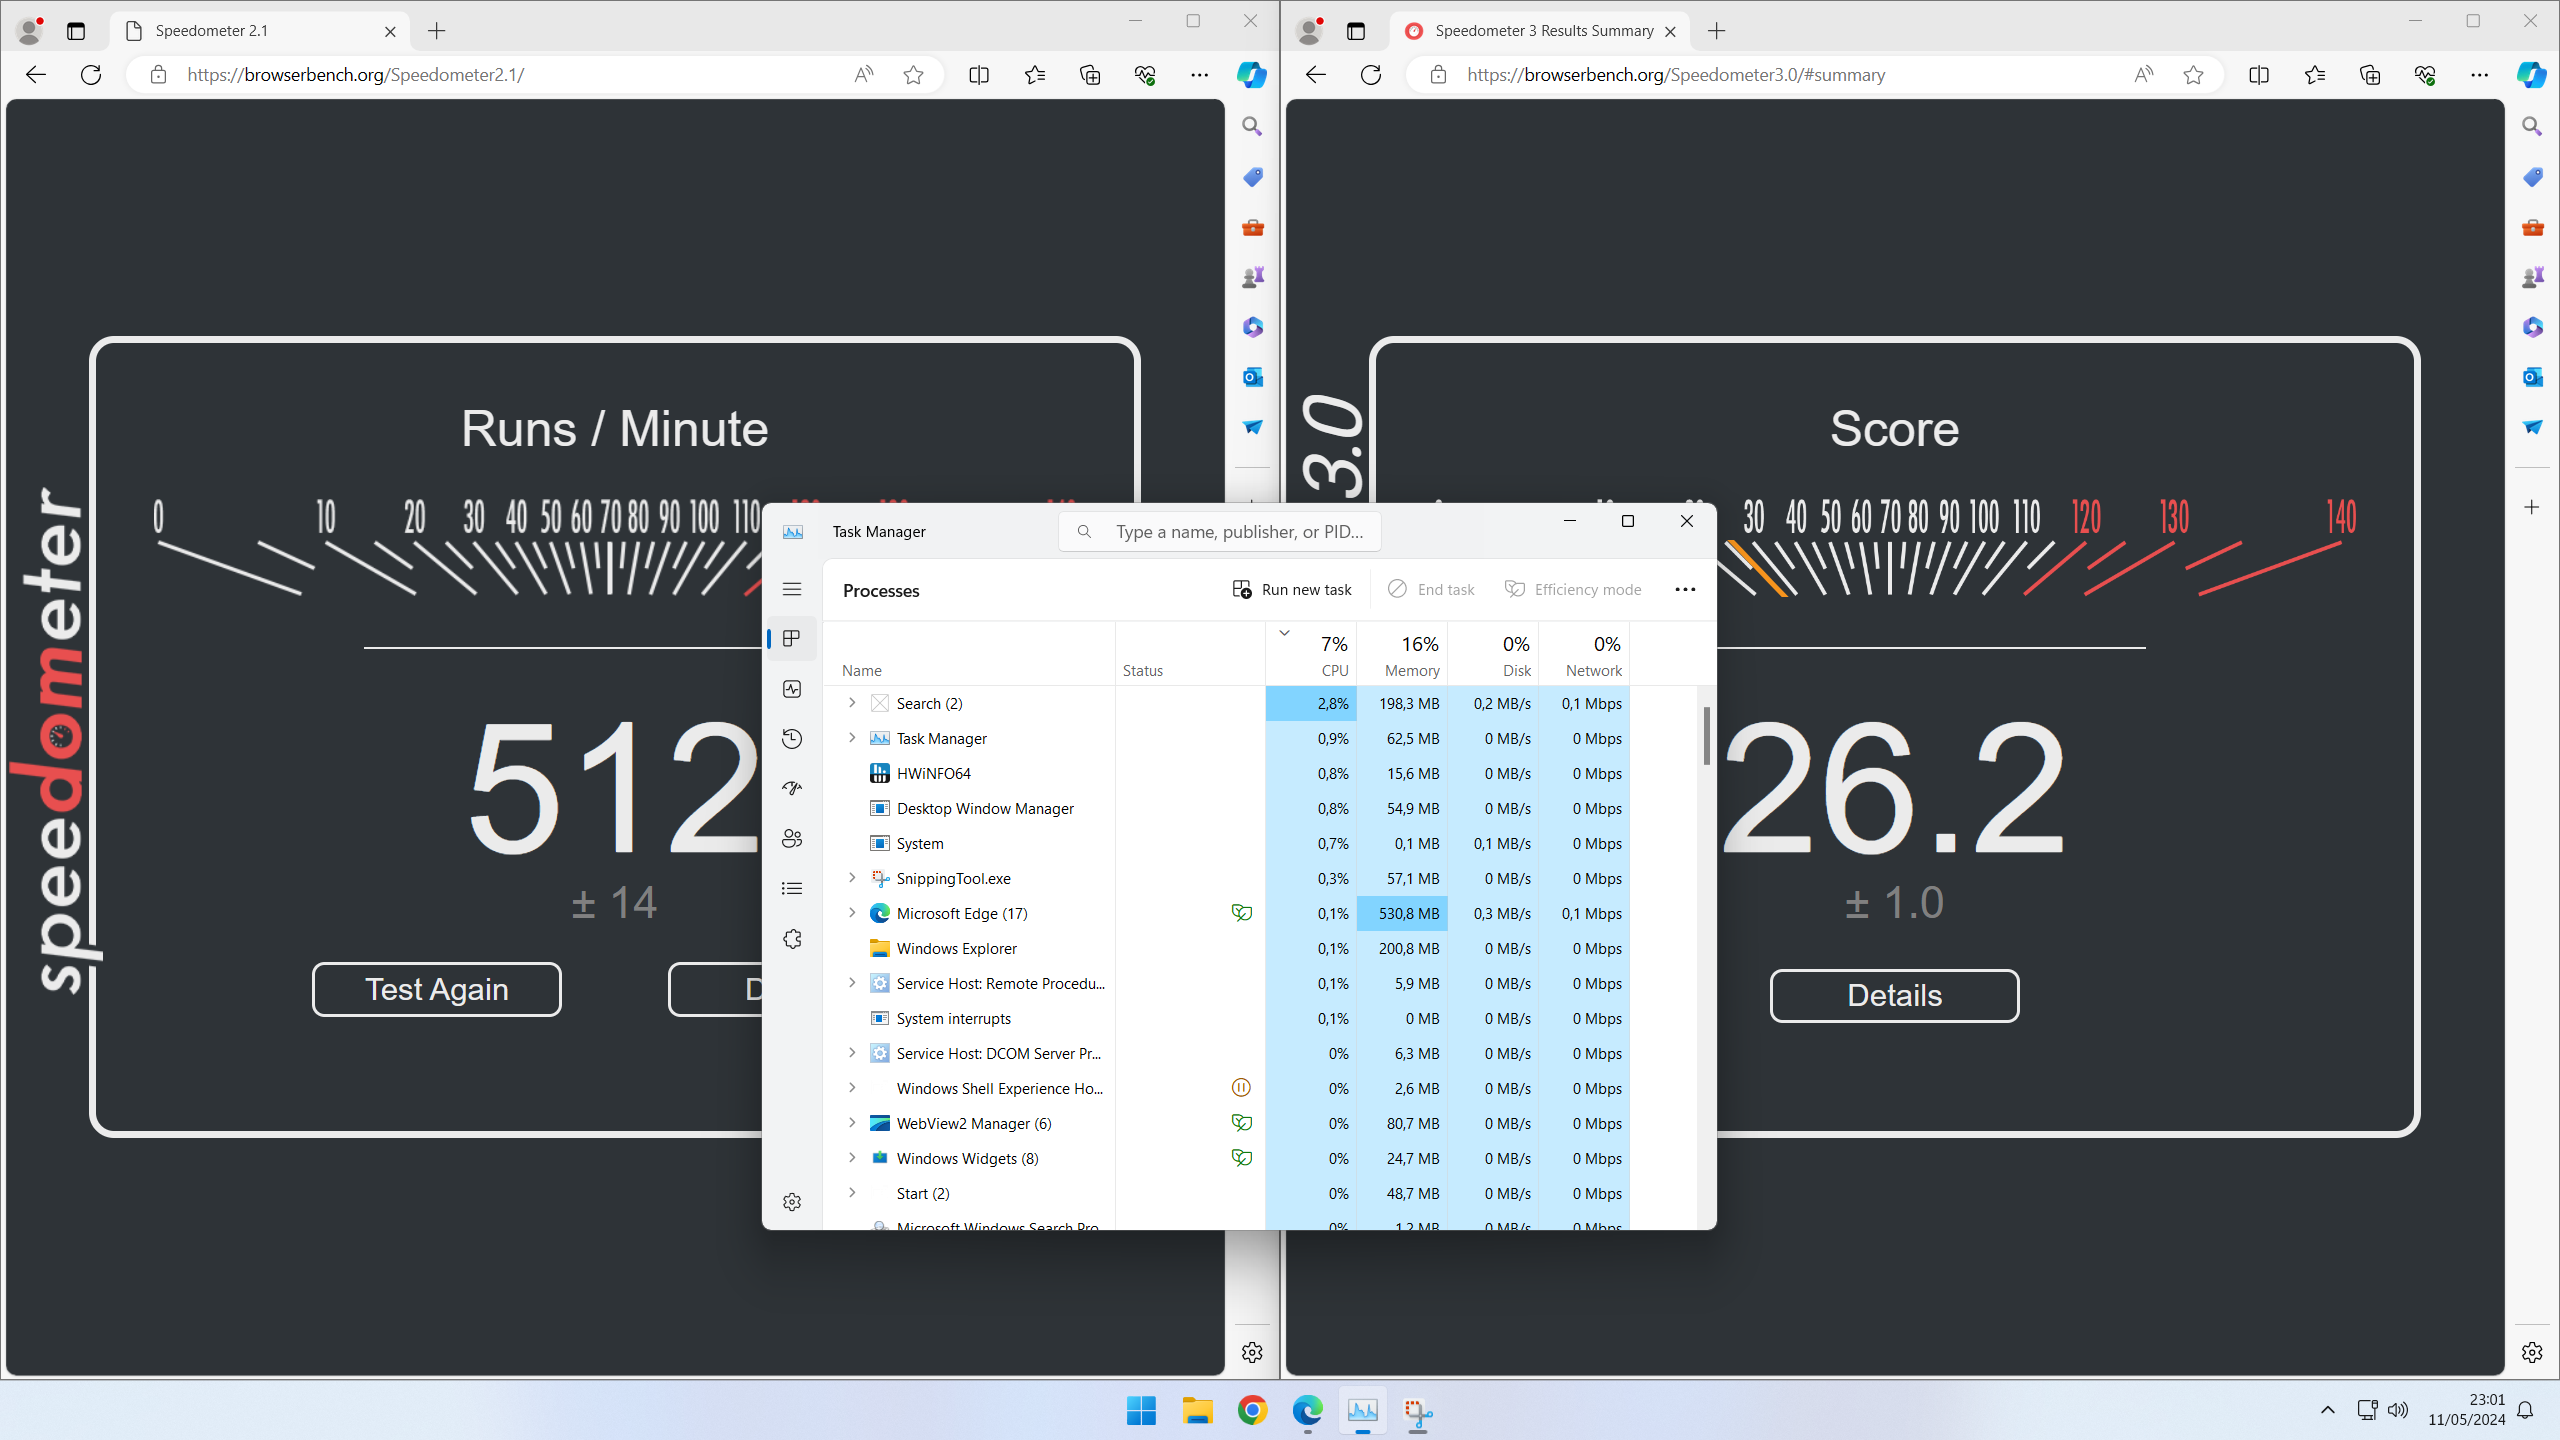 Speedometer 2.1
https://browserbench.org/Speedometer2.1/
Runs / Minute
0 10 20 30 40 50 60 70 80 90 100 110
speedometer
512
± 14
Test Again
Speedometer 3 Results Summary
https://browserbench.org/Speedometer3.0/#summary
3.0
Score
30 40 50 60 70 80 90 100 110 120 130 140
26.2
± 1.0
Details
Task Manager
Type a name, publisher, or PID...
Processes
Run new task
End task
Efficiency mode
7% 16% 0% 0%
Name Status CPU Memory Disk Network
Search (2) 2,8% 198,3 MB 0,2 MB/s 0,1 Mbps
Task Manager 0,9% 62,5 MB 0 MB/s 0 Mbps
HWiNFO64 0,8% 15,6 MB 0 MB/s 0 Mbps
Desktop Window Manager 0,8% 54,9 MB 0 MB/s 0 Mbps
System 0,7% 0,1 MB 0,1 MB/s 0 Mbps
SnippingTool.exe 0,3% 57,1 MB 0 MB/s 0 Mbps
Microsoft Edge (17) 0,1% 530,8 MB 0,3 MB/s 0,1 Mbps
Windows Explorer 0,1% 200,8 MB 0 MB/s 0 Mbps
Service Host: Remote Procedu... 0,1% 5,9 MB 0 MB/s 0 Mbps
System interrupts 0,1% 0 MB 0 MB/s 0 Mbps
Service Host: DCOM Server Pr... 0% 6,3 MB 0 MB/s 0 Mbps
Windows Shell Experience Ho... 0% 2,6 MB 0 MB/s 0 Mbps
WebView2 Manager (6) 0% 80,7 MB 0 MB/s 0 Mbps
Windows Widgets (8) 0% 24,7 MB 0 MB/s 0 Mbps
Start (2) 0% 48,7 MB 0 MB/s 0 Mbps
Microsoft Windows Search Pro... 0% 1,2 MB 0 MB/s 0 Mbps
23:01
11/05/2024